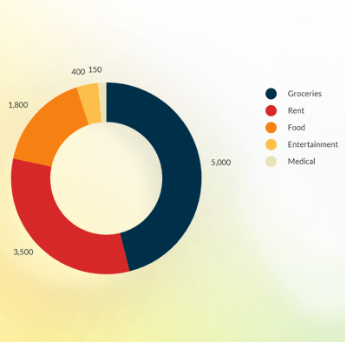 400 150
1,800
5,000
3,500
Groceries
Rent
Food
Entertainment
Medical